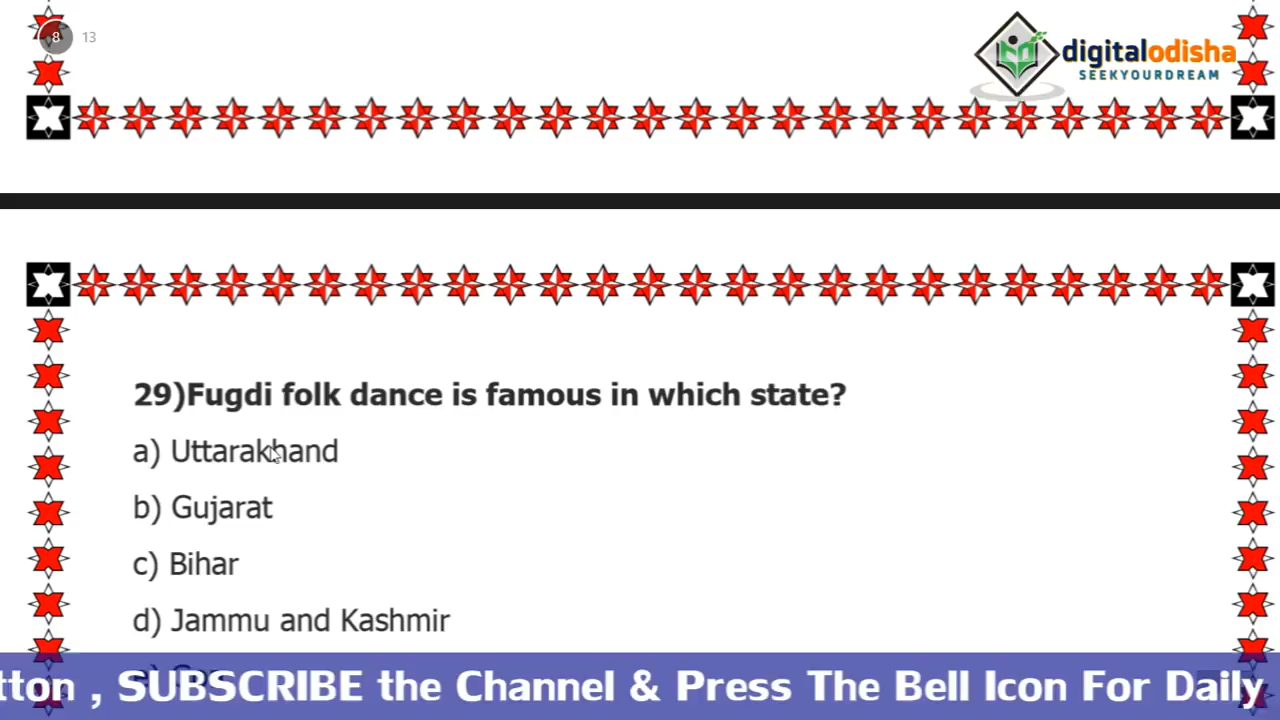 8 13
digitalodisha
SEEKYOURDREAM
29)Fugdi folk dance is famous in which state?
a) Uttarakhand
b) Gujarat
c) Bihar
d) Jammu and Kashmir
tton , SUBSCRIBE the Channel & Press The Bell Icon For Daily